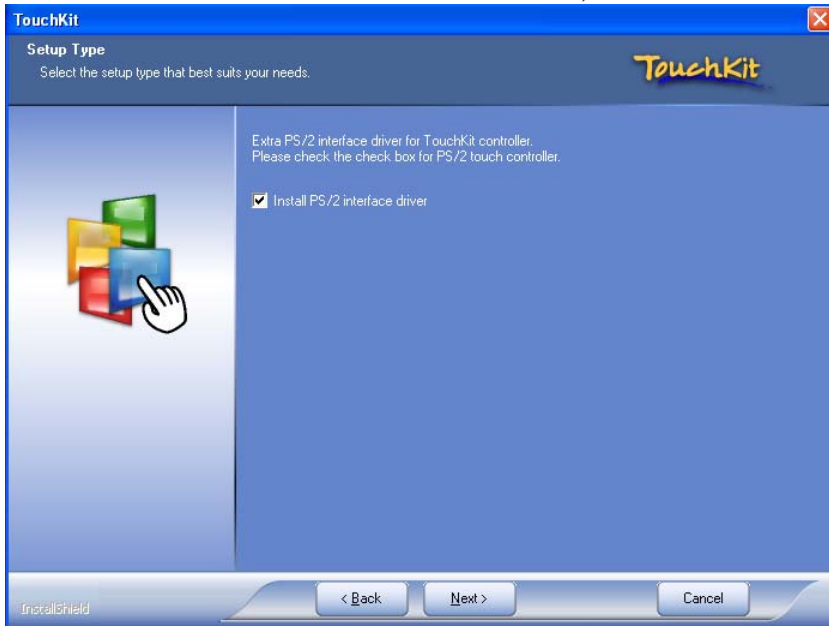 TouchKit
Setup Type
Select the setup type that best suits your needs.
TouchKit
Extra PS/2 interface driver for TouchKit controller.
Please check the check box for PS/2 touch controller.
Install PS/2 interface driver
InstallShield
< Back
Next >
Cancel